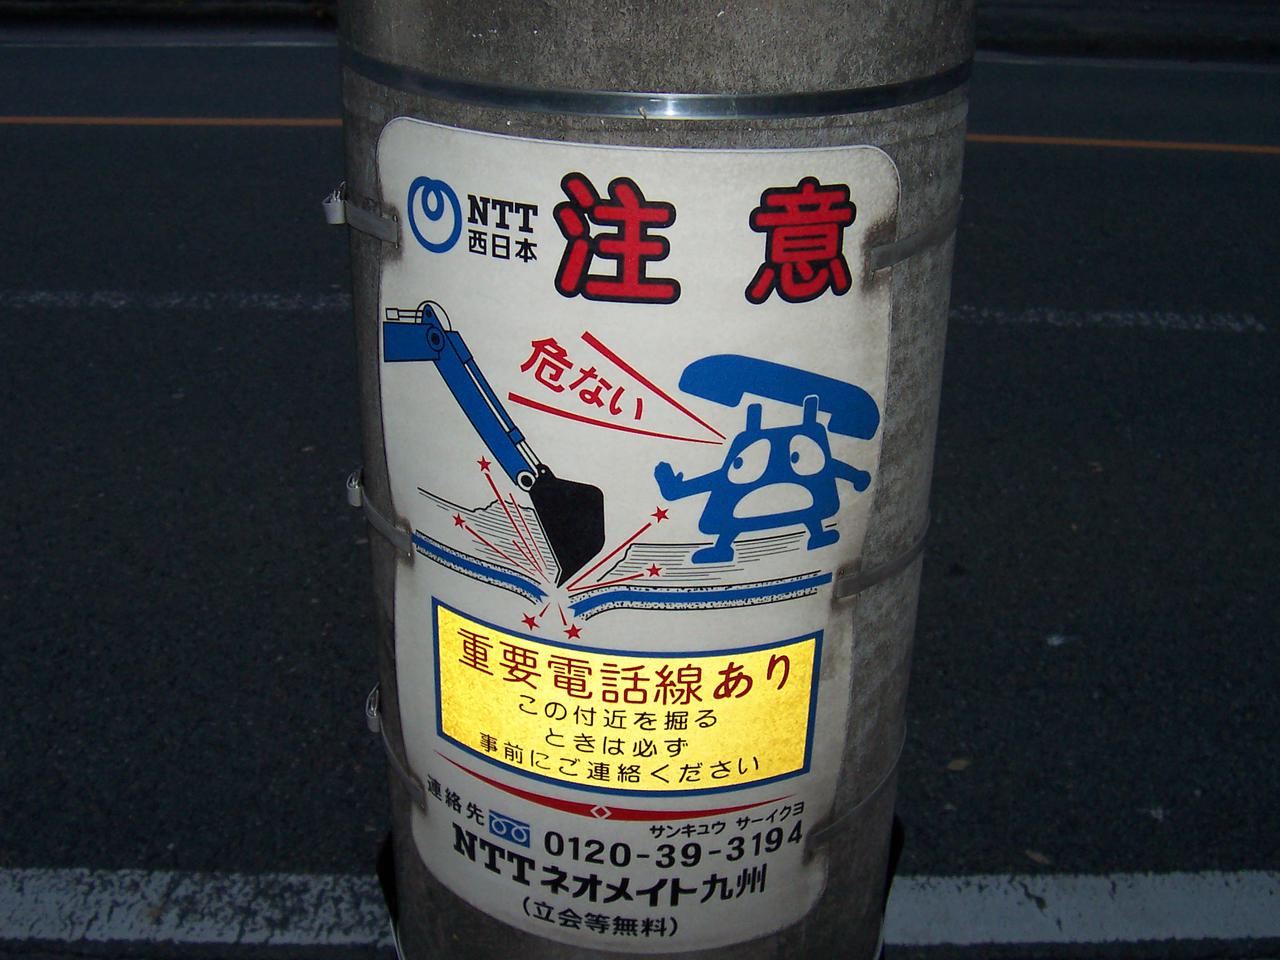 NTT
西日本
注意
危ない
重要電話線あり
この付近を掘る
ときは必ず
事前にご連絡ください
サンキュウ サーイクヨ
連絡先 0120-39-3194
NTTネオメイト九州
(立会等無料)